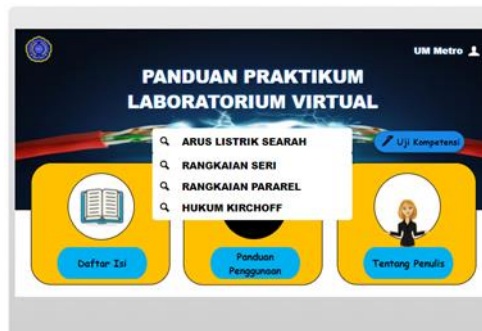 UM Metro
PANDUAN PRAKTIKUM
LABORATORIUM VIRTUAL
ARUS LISTRIK SEARAH
Uji Kompetensi
RANGKAIAN SERI
RANGKAIAN PARAREL
HUKUM KIRCHOFF
Daftar Isi
Panduan
Penggunaan
Tentang Penulis